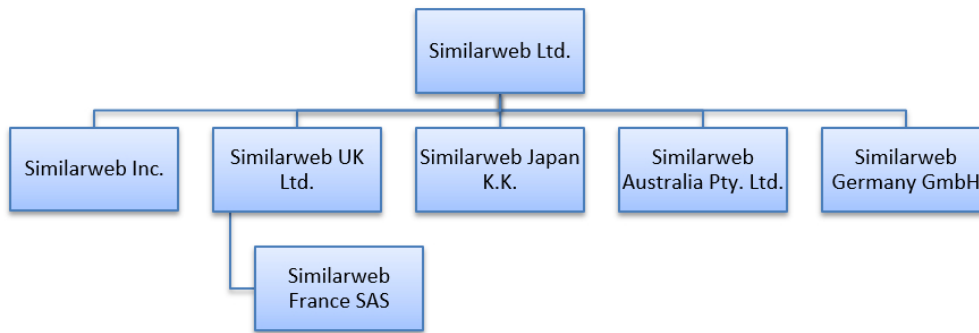 Similarweb Ltd.
Similarweb Inc.
Similarweb UK
Ltd.
Similarweb Japan
K.K.
Similarweb
Australia Pty. Ltd.
Similarweb
Germany GmbH
Similarweb
France SAS